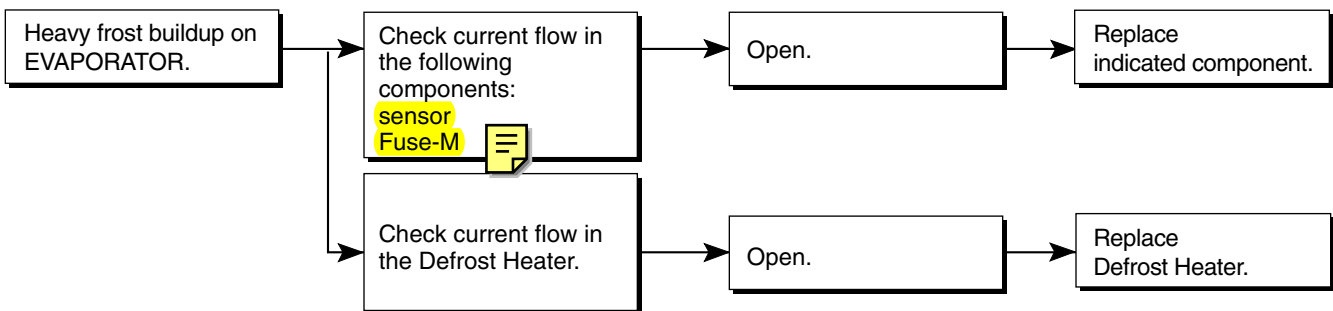 Heavy frost buildup on
EVAPORATOR.
Check current flow in
the following
components:
sensor
Fuse-M
Open.
Replace
indicated component.
Check current flow in
the Defrost Heater.
Open.
Replace
Defrost Heater.